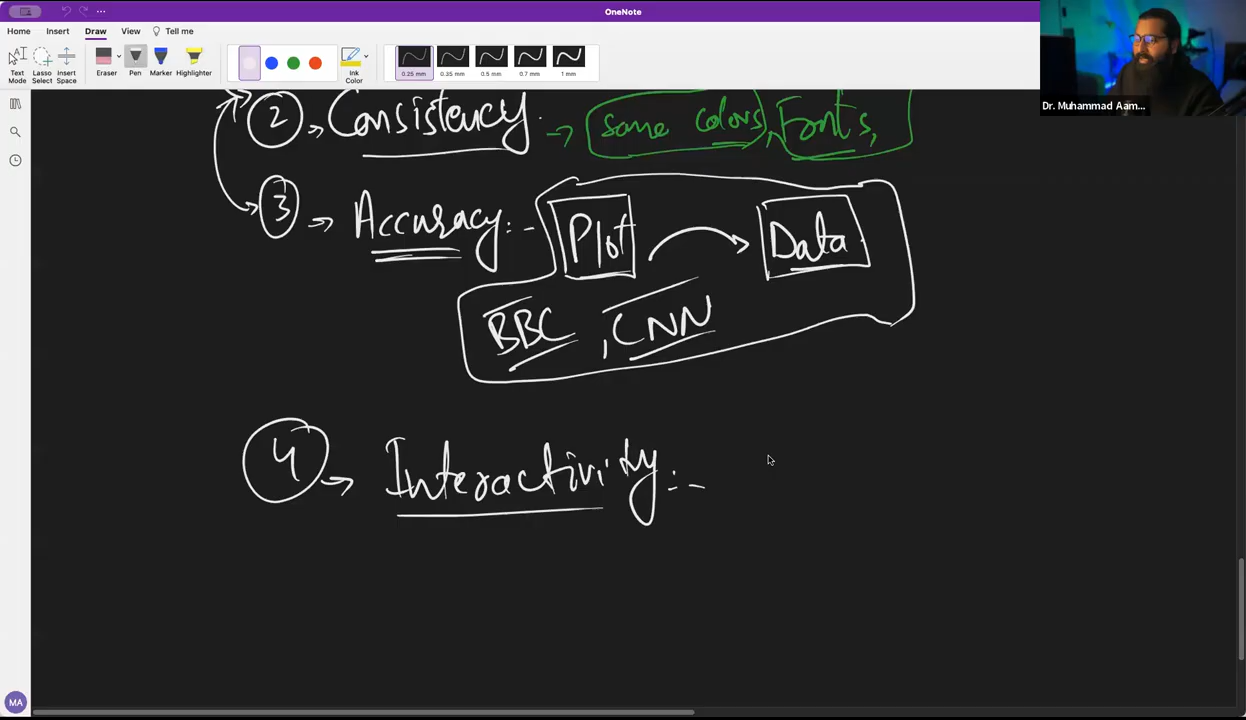 OneNote
Home Insert Draw View Tell me
Text Mode Lasso Select Insert Space Eraser Pen Marker Highlighter Ink Color 0.25 mm 0.35 mm 0.5 mm 0.7 mm 1 mm
Dr. Muhammad Aam...
2 Consistency. → same colors, Fonts,
3 → Accuracy:- Plot → Data
BBC, CNN
4 → Interactivity:-
MA